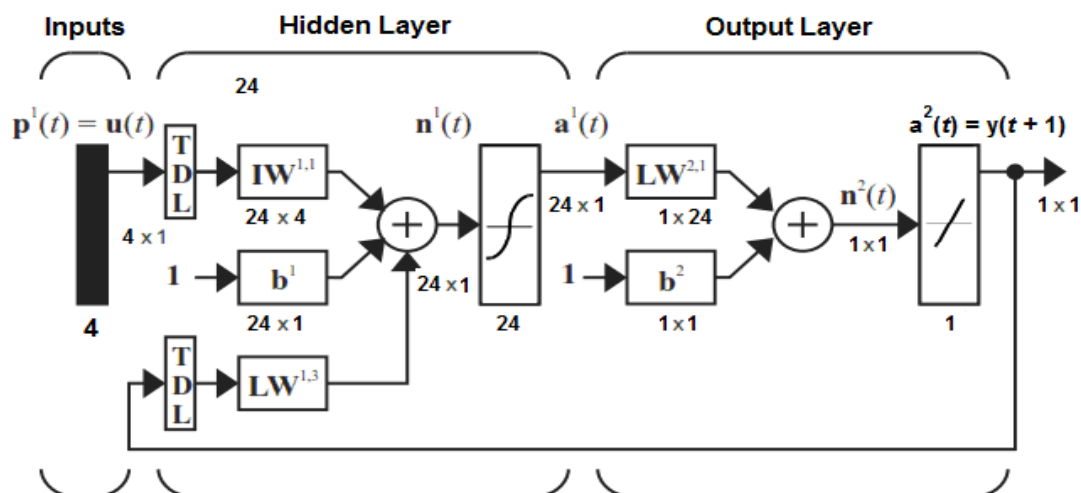 Inputs Hidden Layer Output Layer
24
p¹(t) = u(t) n¹(t) a¹(t) a²(t) = y(t + 1)
TDL IW¹,¹ LW²,¹ n²(t)
4 x 1 24 x 4 24 x 1 1 x 24 1 x 1 1 x 1
1 b¹ 24 x 1 1 b²
4 24 x 1 24 1 x 1 1
TDL LW¹,³